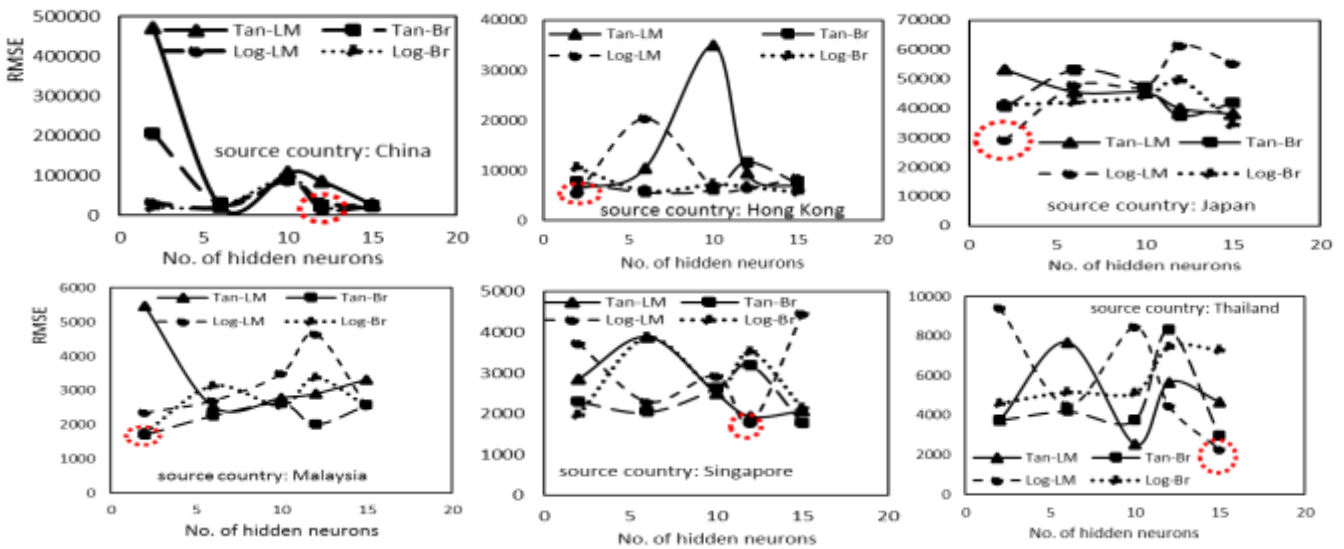 RMSE
500000
400000
300000
200000
100000
0
Tan-LM
Tan-Br
Log-LM
Log-Br
source country: China
0 5 10 15 20
No. of hidden neurons
40000
30000
20000
10000
0
Tan-LM
Tan-Br
Log-LM
Log-Br
source country: Hong Kong
0 5 10 15 20
No. of hidden neurons
70000
60000
50000
40000
30000
20000
10000
0
Tan-LM
Tan-Br
Log-LM
Log-Br
source country: Japan
0 5 10 15 20
No. of hidden neurons
RMSE
6000
5000
4000
3000
2000
1000
0
Tan-LM
Tan-Br
Log-LM
Log-Br
source country: Malaysia
0 5 10 15 20
No. of hidden neurons
5000
4000
3000
2000
1000
0
Tan-LM
Tan-Br
Log-LM
Log-Br
source country: Singapore
0 5 10 15 20
No. of hidden neurons
10000
8000
6000
4000
2000
0
source country: Thailand
Tan-LM
Tan-Br
Log-LM
Log-Br
0 5 10 15 20
No. of hidden neurons